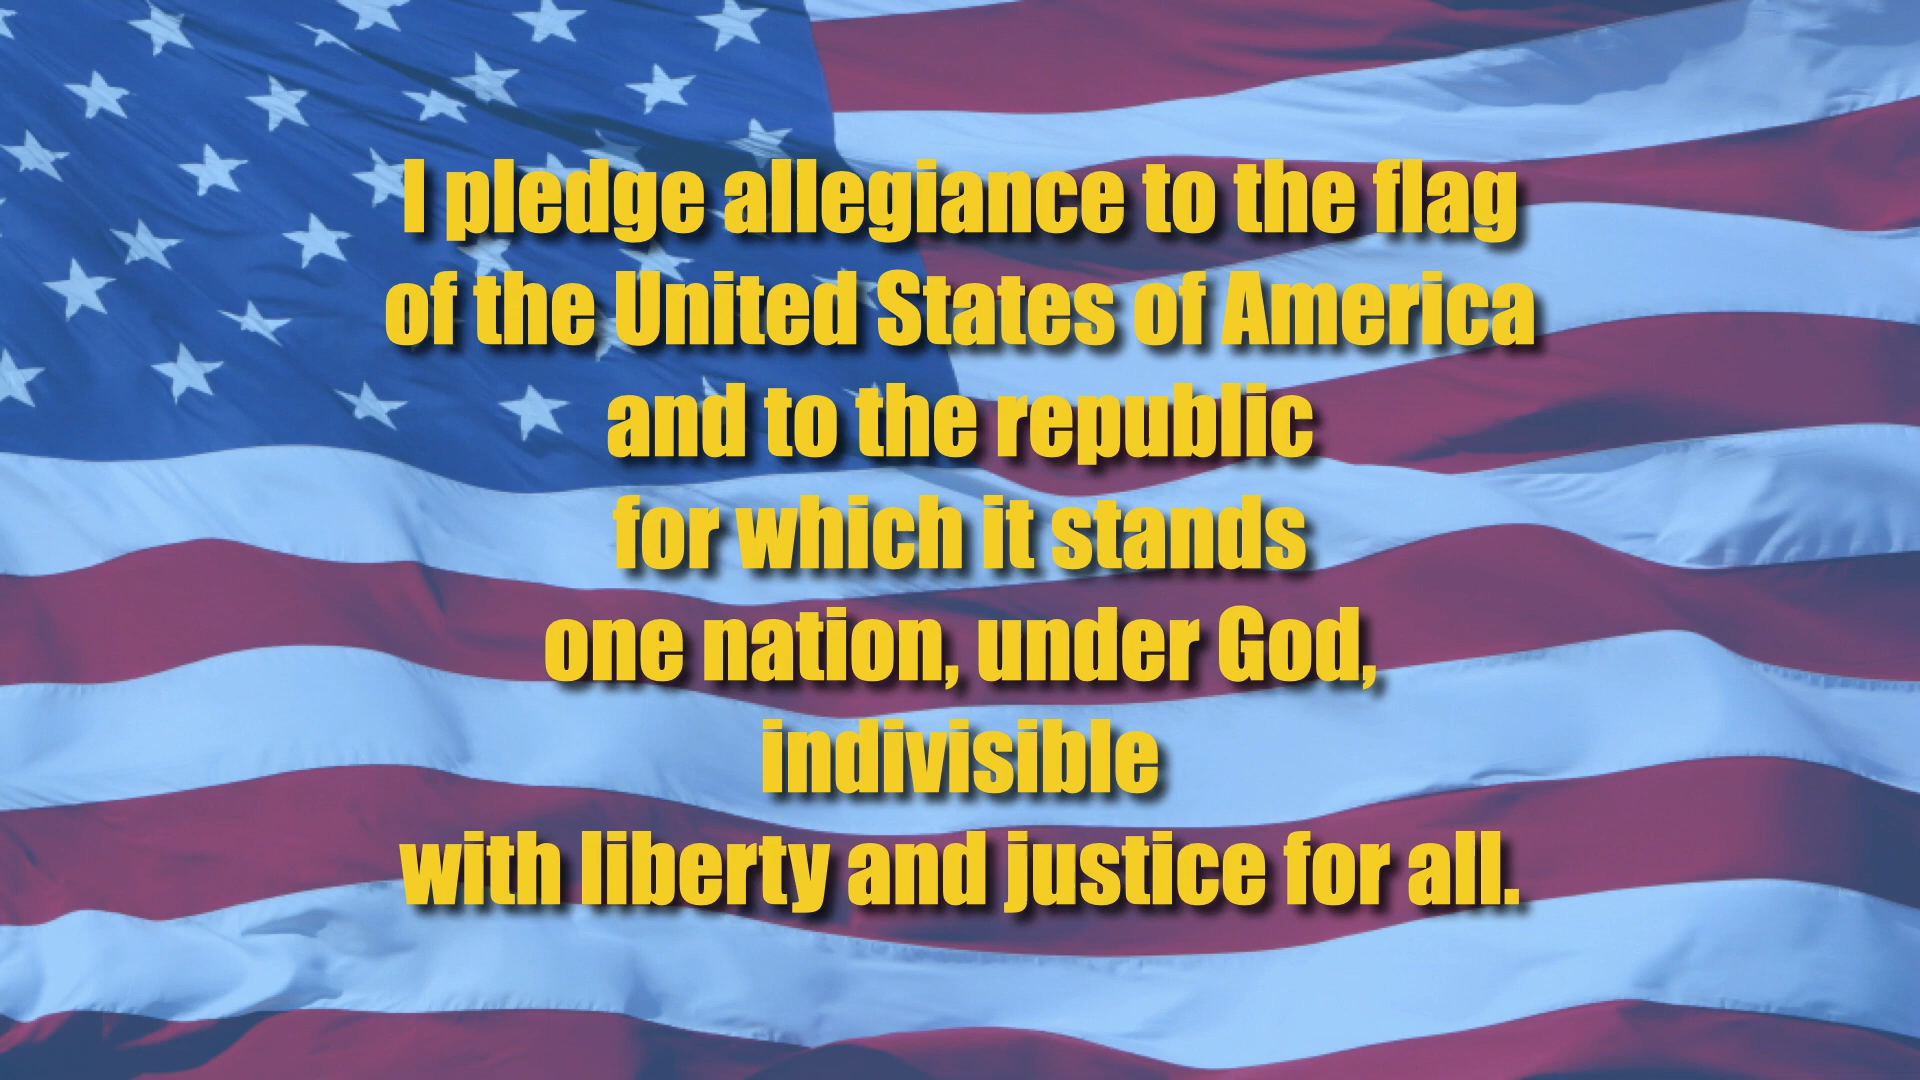 I pledge allegiance to the flag
of the United States of America
and to the republic
for which it stands
one nation, under God,
indivisible
with liberty and justice for all.